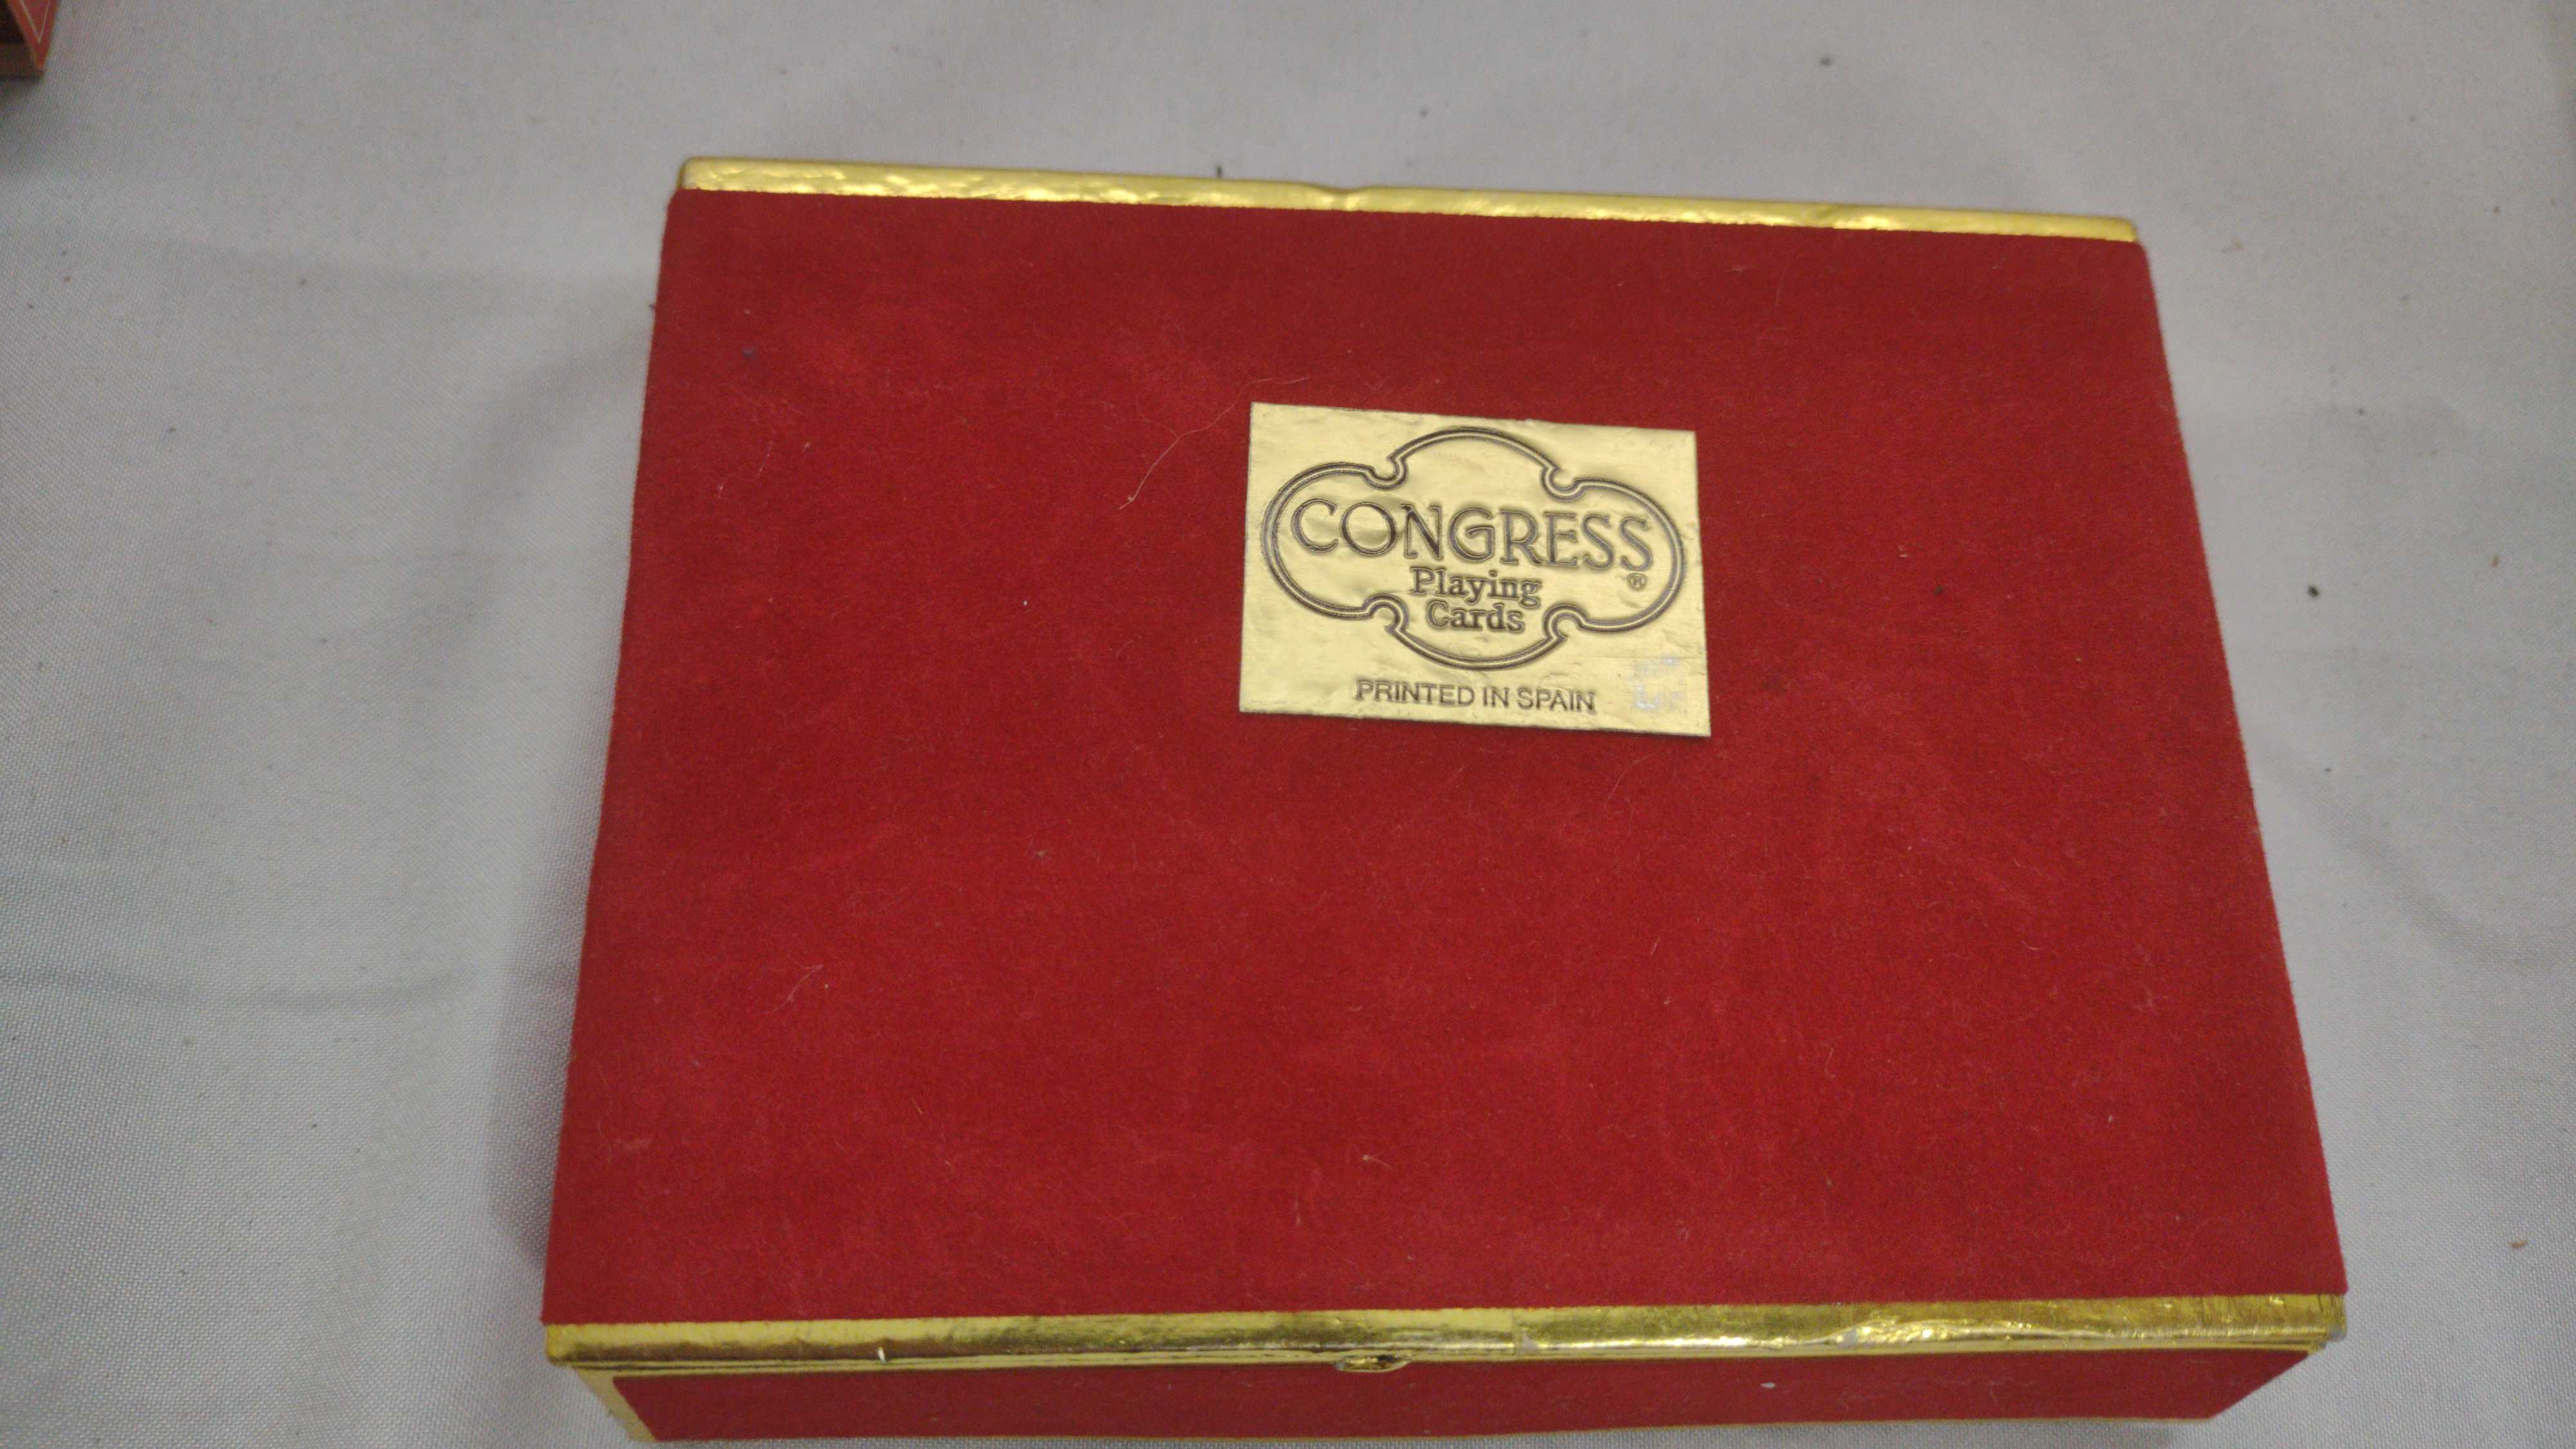 CONGRESS®
Playing
Cards
PRINTED IN SPAIN